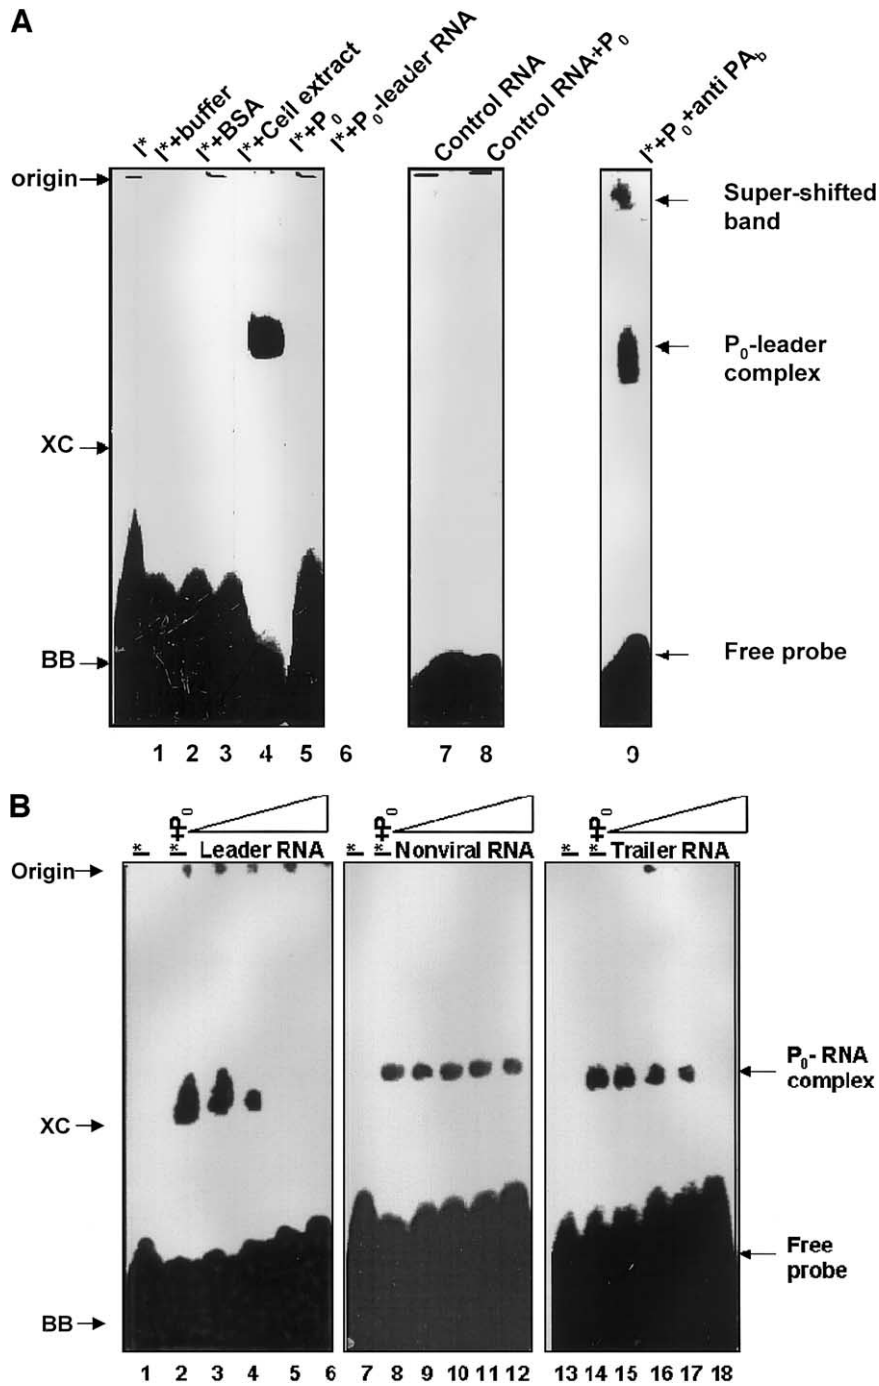 A
l*
l*+buffer
l*+BSA
l*+Cell extract
l*+P0
l*+P0-leader RNA
Control RNA
Control RNA+P0
l*+P0+anti PAb
origin
Super-shifted
band
P0-leader
complex
XC
BB
Free probe
1 2 3 4 5 6 7 8 9
B
l* l*+P0 Leader RNA
l* l*+P0 Nonviral RNA
l* l*+P0 Trailer RNA
Origin
P0- RNA
complex
XC
Free
probe
BB
1 2 3 4 5 6 7 8 9 10 11 12 13 14 15 16 17 18